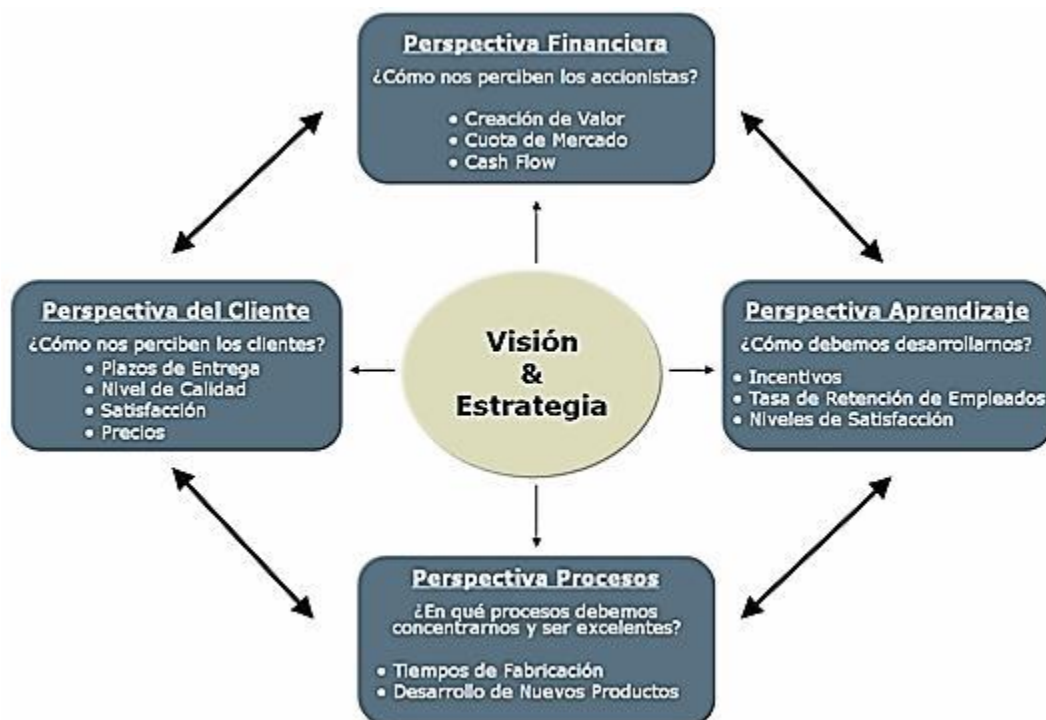 Perspectiva Financiera
¿Cómo nos perciben los accionistas?
• Creación de Valor
• Cuota de Mercado
• Cash Flow
Perspectiva del Cliente
¿Cómo nos perciben los clientes?
• Plazos de Entrega
• Nivel de Calidad
• Satisfacción
• Precios
Visión
&
Estrategia
Perspectiva Aprendizaje
¿Cómo debemos desarrollarnos?
• Incentivos
• Tasa de Retención de Empleados
• Niveles de Satisfacción
Perspectiva Procesos
¿En qué procesos debemos
concentrarnos y ser excelentes?
• Tiempos de Fabricación
• Desarrollo de Nuevos Productos